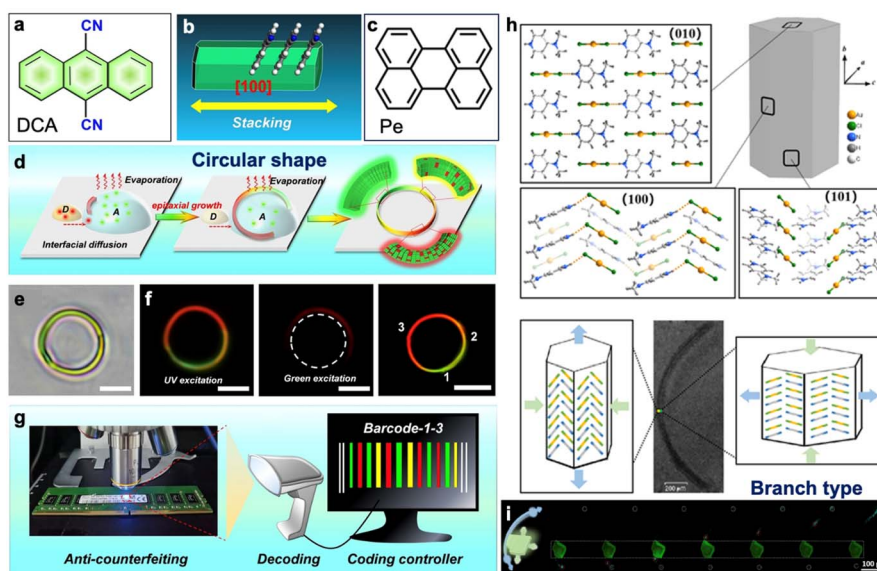 a
CN
CN
DCA
b
[100]
Stacking
c
Pe
d
Circular shape
Evaporation
D
A
Interfacial diffusion
epitaxial growth
Evaporation
D
A
e
f
UV excitation
Green excitation
3
2
1
g
Barcode-1-3
Anti-counterfeiting
Decoding
Coding controller
h
(010)
b
a
c
Au
Cl
N
H
C
(100)
(101)
200 μm
Branch type
i
100